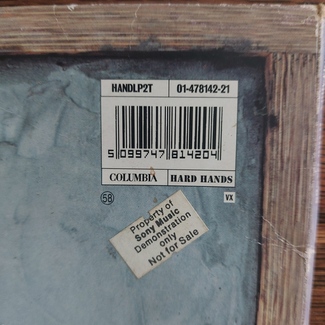 HANDLP2T 01-478142-21
5 099747 814204
COLUMBIA HARD HANDS
58 VX
Property of
Sony Music
Demonstration
only
Not for Sale